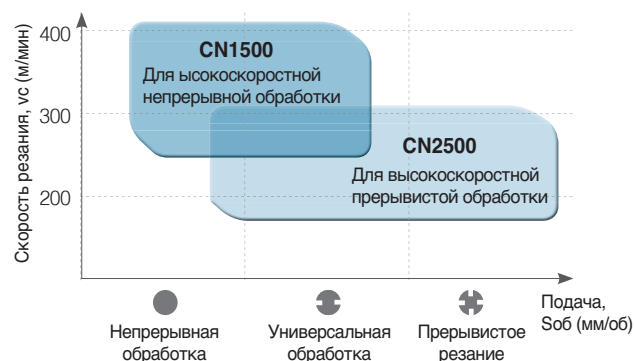 Скорость резания, vc (м/мин)
400
300
200
CN1500
Для ысокоскоростной
непрерывной обработки
CN2500
Для высокоскоростной
прерывистой обработки
Непрерывная
обработка
Универсальная
обработка
Прерывистое
резание
Подача,
Sоб (мм/об)